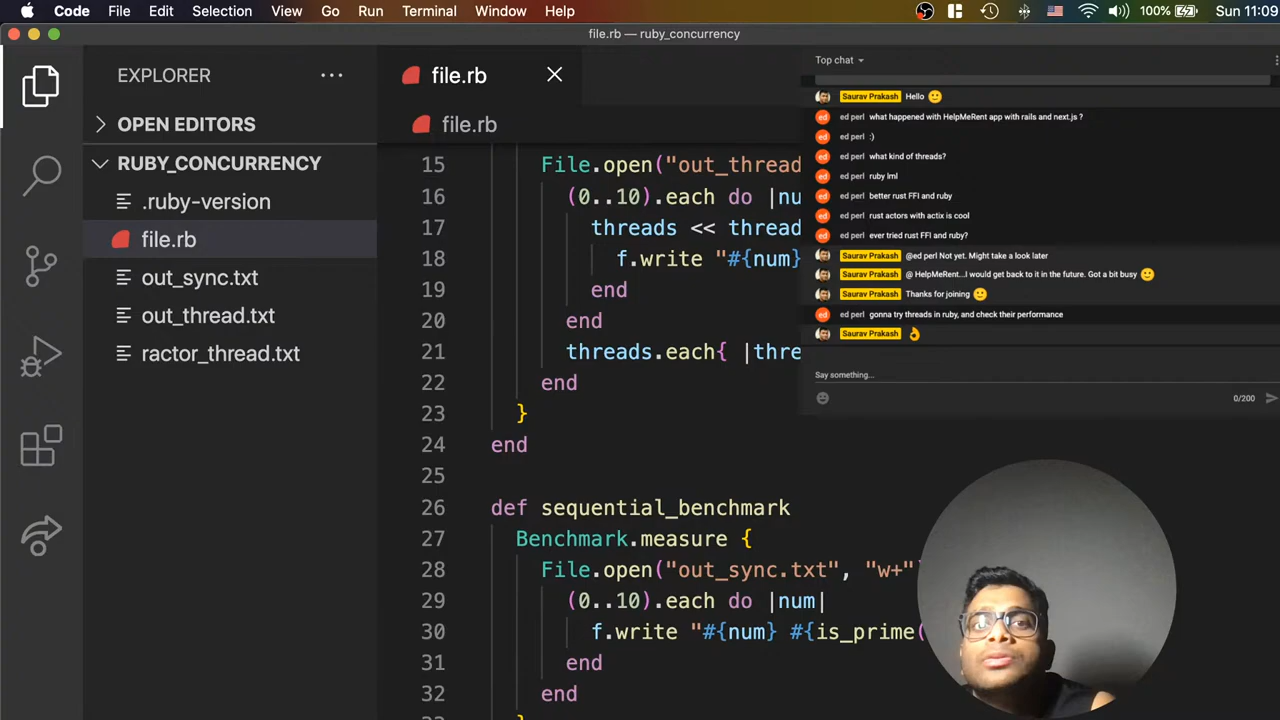 Code File Edit Selection View Go Run Terminal Window Help 100% Sun 11:09
file.rb — ruby_concurrency
EXPLORER
OPEN EDITORS
RUBY_CONCURRENCY
.ruby-version
file.rb
out_sync.txt
out_thread.txt
ractor_thread.txt
file.rb
file.rb
15 File.open("out_thread
16 (0..10).each do |nu
17 threads << thread
18 f.write "#{num}
19 end
20 end
21 threads.each{ |thre
22 end
23 }
24 end
25
26 def sequential_benchmark
27 Benchmark.measure {
28 File.open("out_sync.txt", "w+")
29 (0..10).each do |num|
30 f.write "#{num} #{is_prime(
31 end
32 end
Top chat
Saurav Prakash Hello 🙂
ed perl what happened with HelpMeRent app with rails and next.js ?
ed perl :)
ed perl what kind of threads?
ed perl ruby lml
ed perl better rust FFI and ruby
ed perl rust actors with actix is cool
ed perl ever tried rust FFI and ruby?
Saurav Prakash @ed perl Not yet. Might take a look later
Saurav Prakash @ HelpMeRent...I would get back to it in the future. Got a bit busy 🙂
Saurav Prakash Thanks for joining 🙂
ed perl gonna try threads in ruby, and check their performance
Saurav Prakash 👌
Say something...
0/200